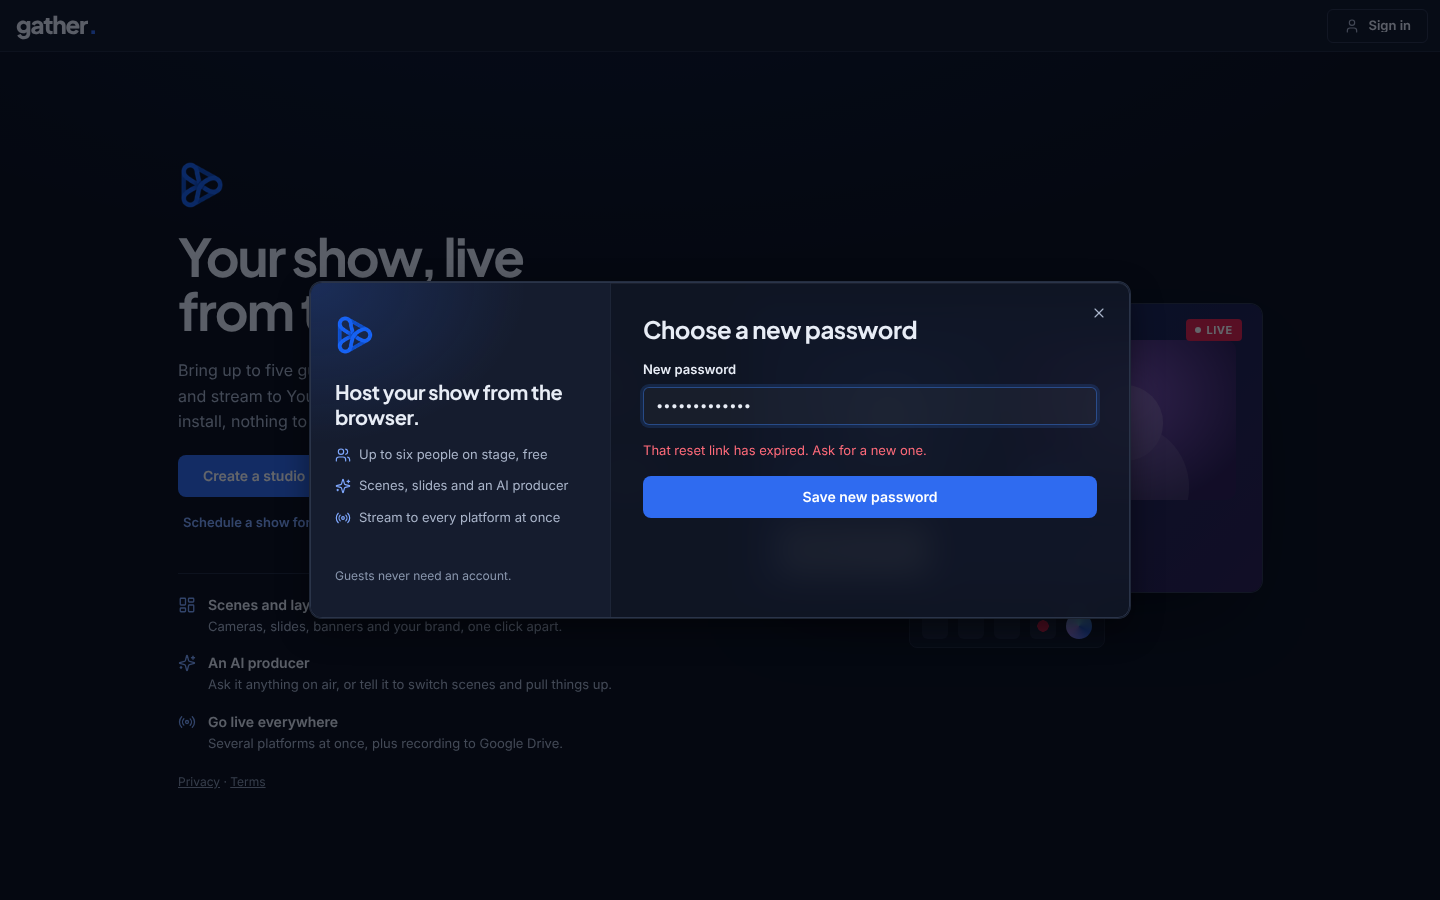 gather.
Sign in
Your show, live
from t
Bring up to five g
and stream to You
install, nothing to
Create a studio
Schedule a show for
Scenes and lay
Cameras, slides, banners and your brand, one click apart.
An AI producer
Ask it anything on air, or tell it to switch scenes and pull things up.
Go live everywhere
Several platforms at once, plus recording to Google Drive.
Privacy · Terms
LIVE
Host your show from the
browser.
Up to six people on stage, free
Scenes, slides and an AI producer
Stream to every platform at once
Guests never need an account.
Choose a new password
New password
•••••••••••••
That reset link has expired. Ask for a new one.
Save new password